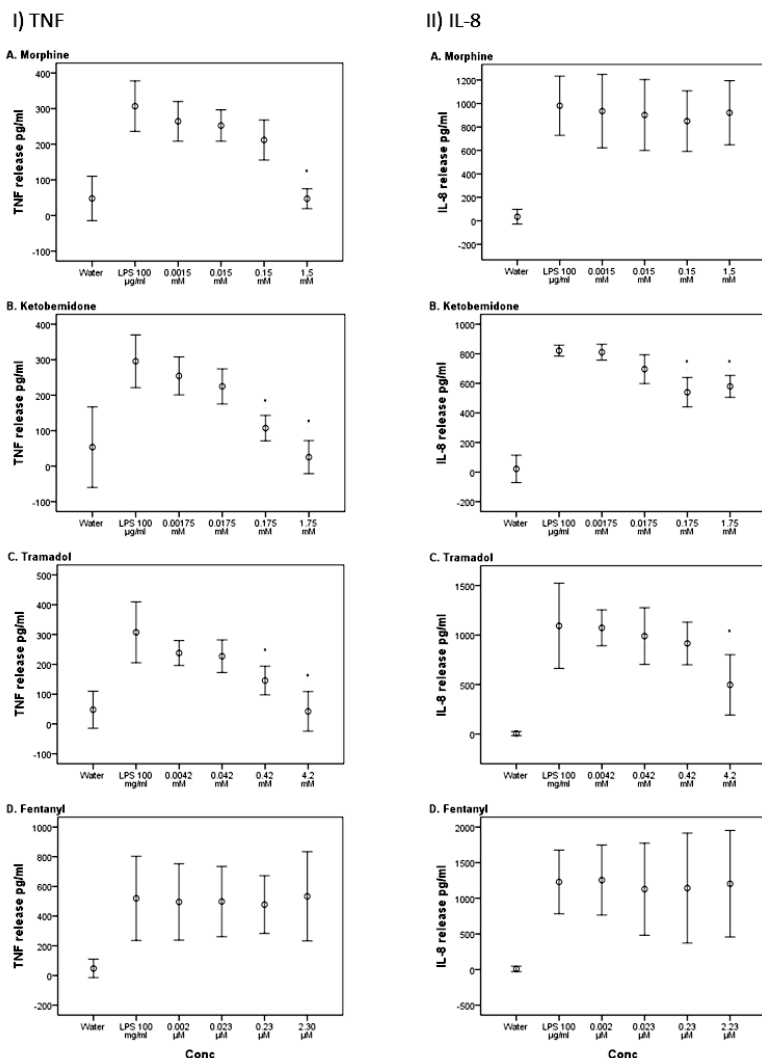 I) TNF
A. Morphine
TNF release pg/ml
400
300
200
100
0
-100
Water
LPS 100 µg/ml
0.0015 mM
0.015 mM
0.15 mM
1,5 mM
*
B. Ketobemidone
TNF release pg/ml
400
300
200
100
0
-100
Water
LPS 100 µg/ml
0.00175 mM
0.0175 mM
0.175 mM
1.75 mM
*
*
C. Tramadol
TNF release pg/ml
500
400
300
200
100
0
-100
Water
LPS 100 mg/ml
0.0042 mM
0.042 mM
0.42 mM
4.2 mM
*
*
D. Fentanyl
TNF release pg/ml
1000
800
600
400
200
0
-200
Water
LPS 100 mg/ml
0.002 µM
0.023 µM
0.23 µM
2.30 µM
Conc
II) IL-8
A. Morphine
IL-8 release pg/ml
1200
1000
800
600
400
200
0
-200
Water
LPS 100 µg/ml
0.0015 mM
0.015 mM
0.15 mM
1,5 mM
B. Ketobemidone
IL-8 release pg/ml
1000
800
600
400
200
0
-200
Water
LPS 100 µg/ml
0.00175 mM
0.0175 mM
0.175 mM
1.75 mM
*
*
C. Tramadol
IL-8 release pg/ml
1500
1000
500
0
Water
LPS 100 mg/ml
0.0042 mM
0.042 mM
0.42 mM
4.2 mM
*
D. Fentanyl
IL-8 release pg/ml
2000
1500
1000
500
0
-500
Water
LPS 100 mg/ml
0.002 µM
0.023 µM
0.23 µM
2.23 µM
Conc